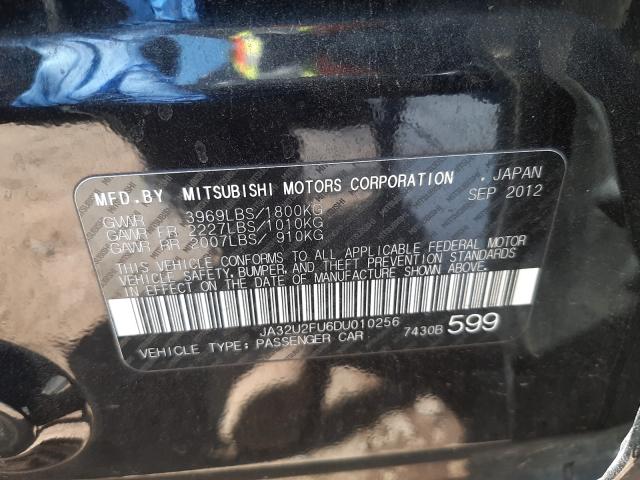 MFD. BY MITSUBISHI MOTORS CORPORATION . JAPAN
SEP 2012
GVWR 3969LBS/1800KG
GAWR FR 2227LBS/1010KG
GAWR RR 2007LBS/ 910KG
THIS VEHICLE CONFORMS TO ALL APPLICABLE FEDERAL MOTOR
VEHICLE SAFETY, BUMPER, AND THEFT PREVENTION STANDARDS
IN EFFECT ON THE DATE OF MANUFACTURE SHOWN ABOVE.
JA32U2FU6DU010256
VEHICLE TYPE: PASSENGER CAR 7430B 599